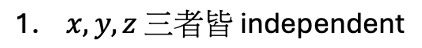 1. x, y, z 三者皆 independent